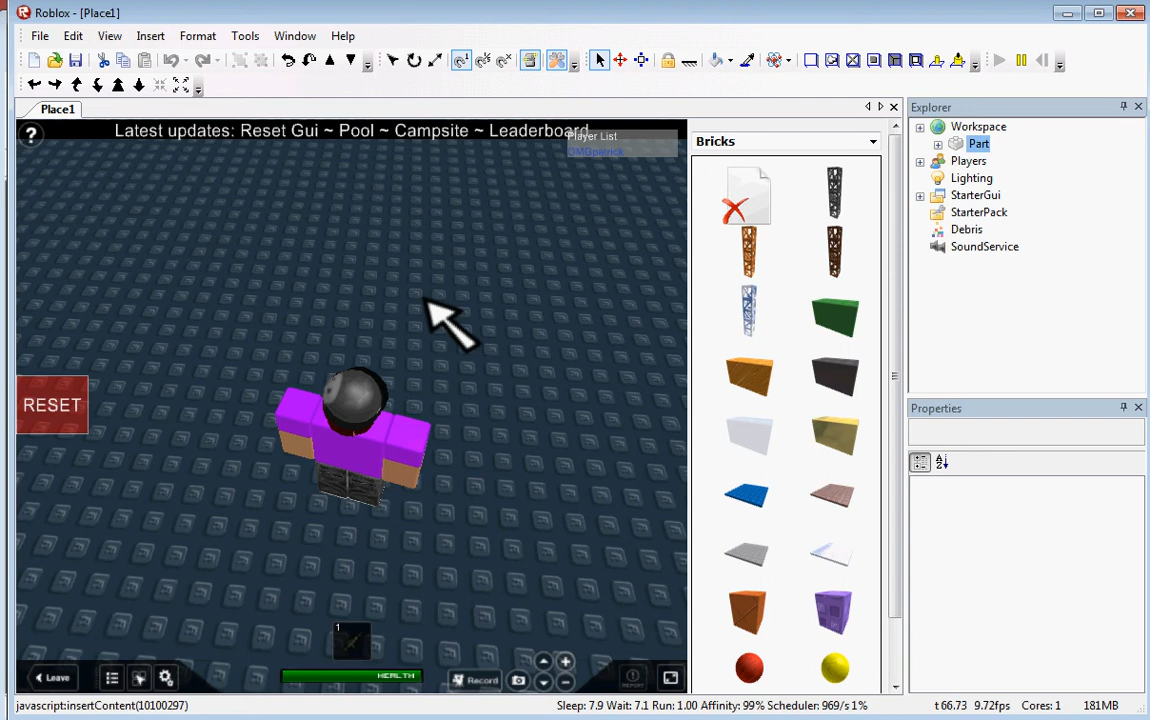 Roblox - [Place1]
File Edit View Insert Format Tools Window Help
Place1
Latest updates: Reset Gui ~ Pool ~ Campsite ~ Leaderboard
Player List
OMGpatrick
?
RESET
1
Leave
HEALTH
Record
REPORT
Bricks
Explorer
Workspace
Part
Players
Lighting
StarterGui
StarterPack
Debris
SoundService
Properties
javascript:insertContent(10100297)
Sleep: 7.9 Wait: 7.1 Run: 1.00 Affinity: 99% Scheduler: 969/s 1%
t 66.73 9.72fps Cores: 1 181MB